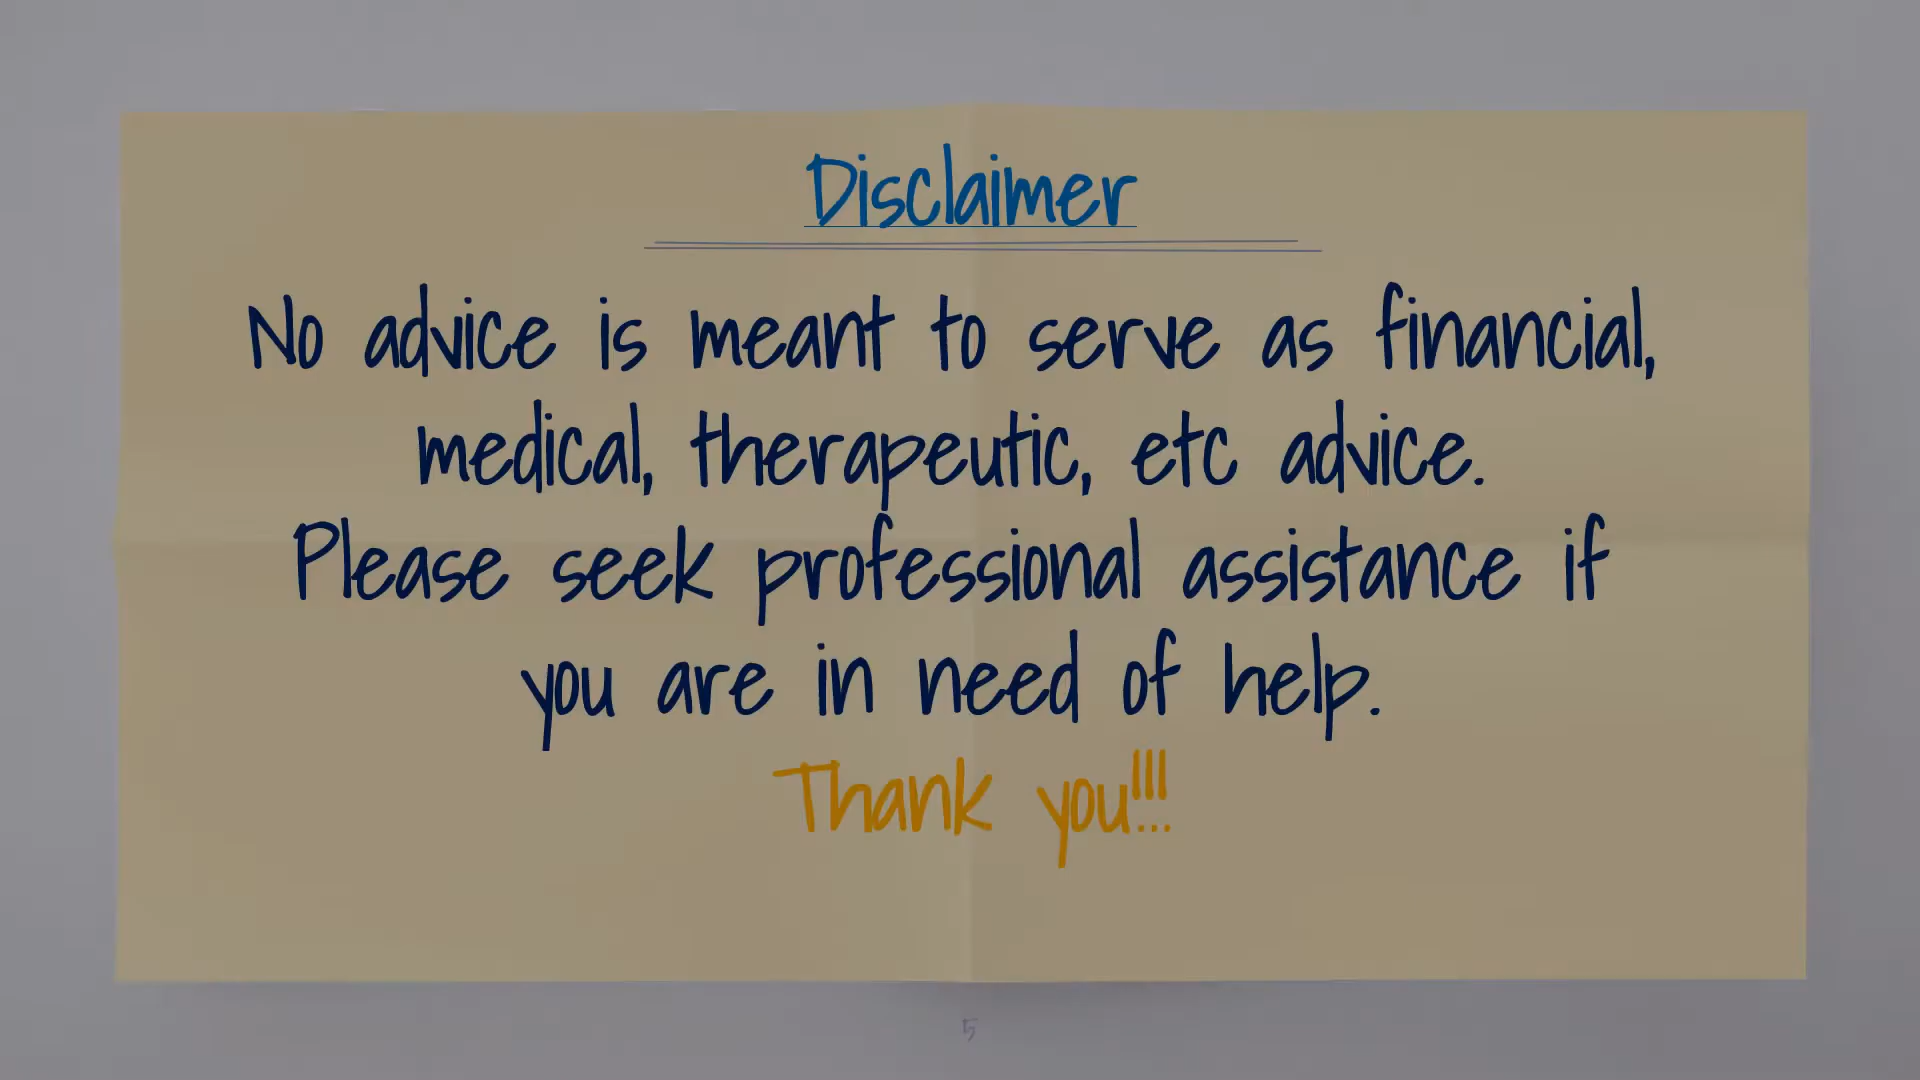 Disclaimer
No advice is meant to serve as financial,
medical, therapeutic, etc advice.
Please seek professional assistance if
you are in need of help.
Thank you!!!
5